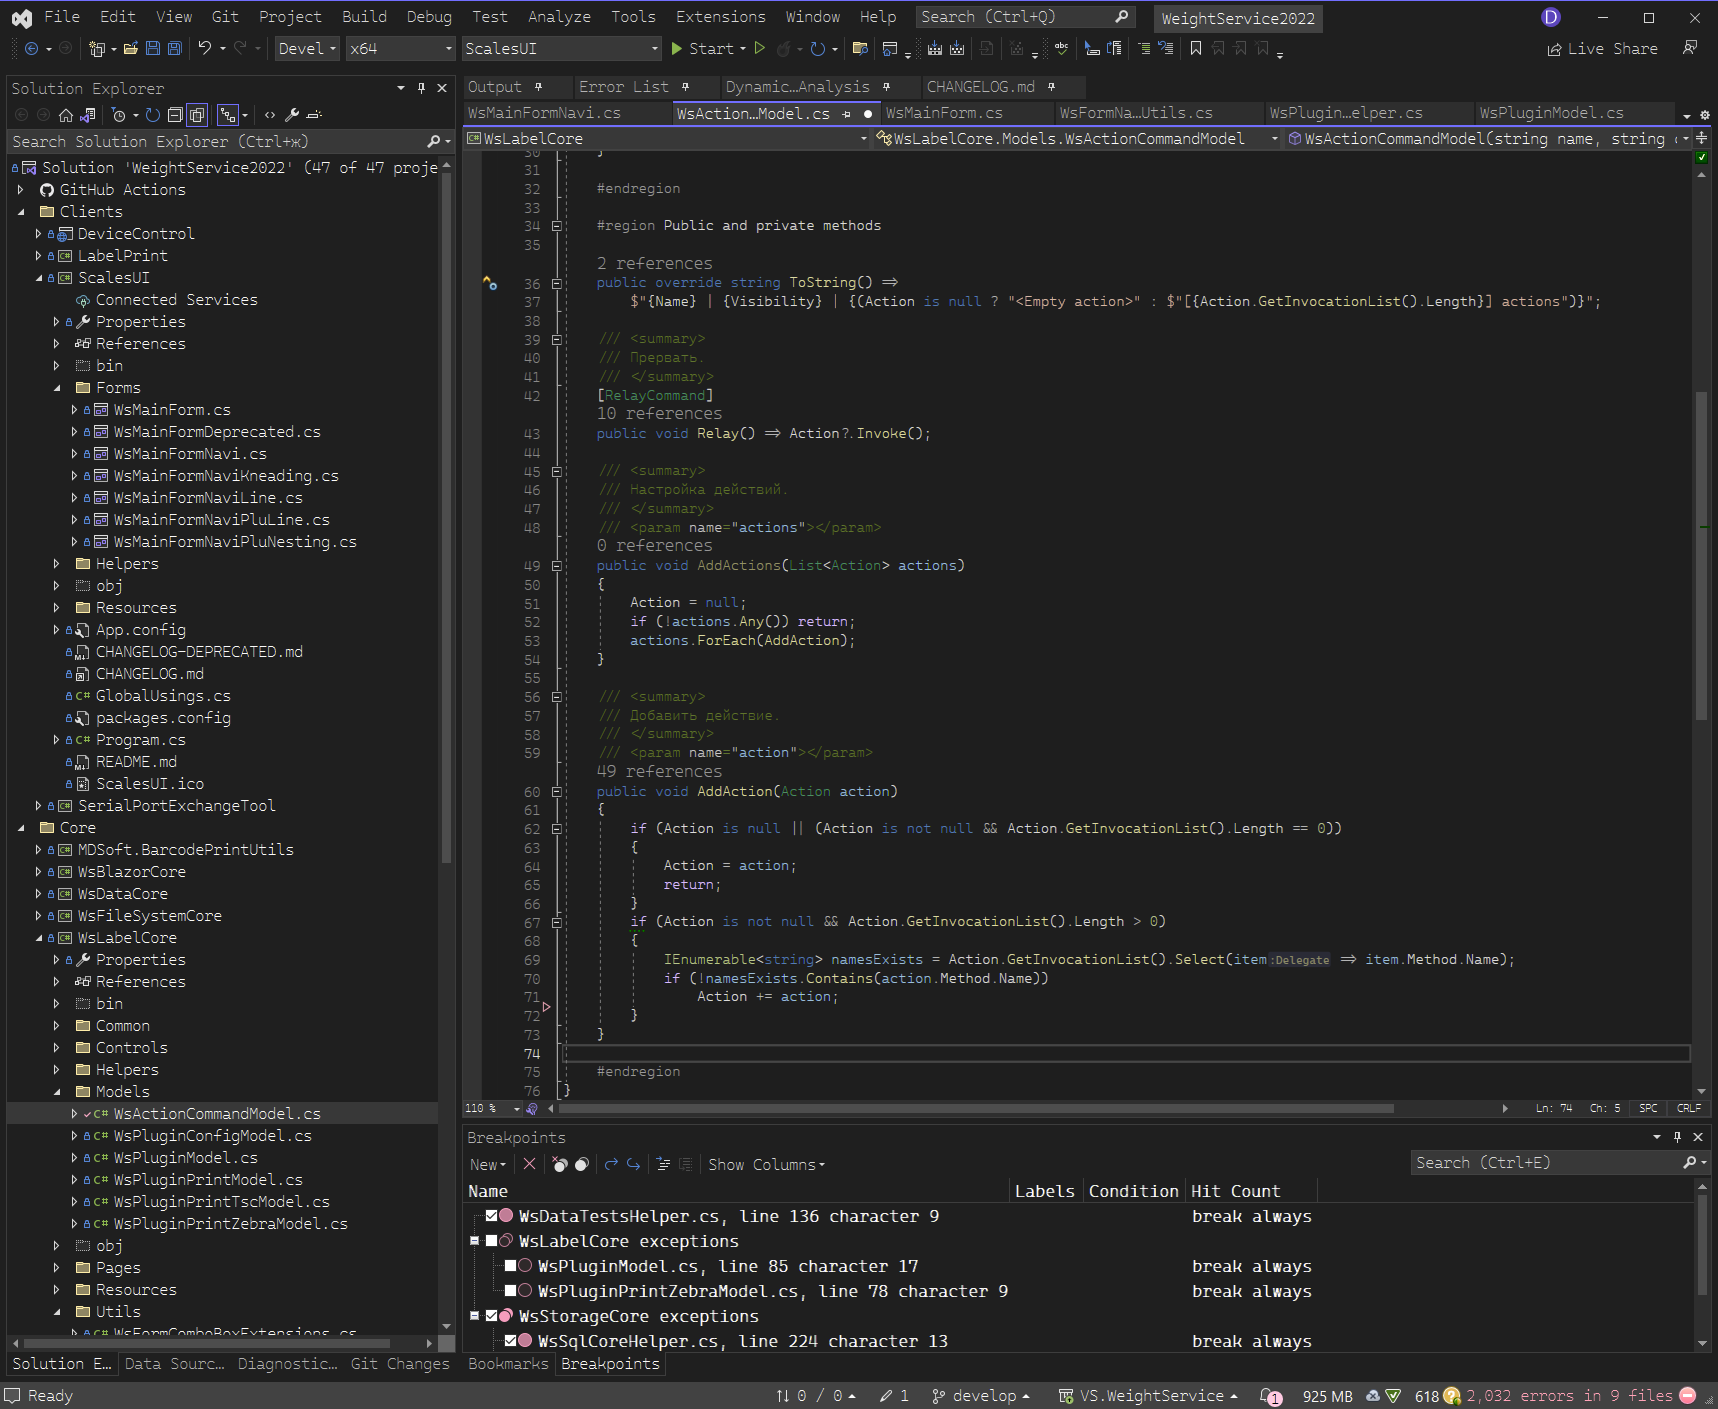 File Edit View Git Project Build Debug Test Analyze Tools Extensions Window Help Search (Ctrl+Q) WeightService2022 D
Devel x64 ScalesUI Start Live Share
Solution Explorer
Search Solution Explorer (Ctrl+ж)
Solution 'WeightService2022' (47 of 47 proje
GitHub Actions
Clients
DeviceControl
LabelPrint
ScalesUI
Connected Services
Properties
References
bin
Forms
WsMainForm.cs
WsMainFormDeprecated.cs
WsMainFormNavi.cs
WsMainFormNaviKneading.cs
WsMainFormNaviLine.cs
WsMainFormNaviPluLine.cs
WsMainFormNaviPluNesting.cs
Helpers
obj
Resources
App.config
CHANGELOG-DEPRECATED.md
CHANGELOG.md
GlobalUsings.cs
packages.config
Program.cs
README.md
ScalesUI.ico
SerialPortExchangeTool
Core
MDSoft.BarcodePrintUtils
WsBlazorCore
WsDataCore
WsFileSystemCore
WsLabelCore
Properties
References
bin
Common
Controls
Helpers
Models
WsActionCommandModel.cs
WsPluginConfigModel.cs
WsPluginModel.cs
WsPluginPrintModel.cs
WsPluginPrintTscModel.cs
WsPluginPrintZebraModel.cs
obj
Pages
Resources
Utils
WsFormComboBoxExtensions.cs
Solution E... Data Sourc... Diagnostic... Git Changes
Output Error List Dynamic...Analysis CHANGELOG.md
WsMainFormNavi.cs WsAction...Model.cs WsMainForm.cs WsFormNa...Utils.cs WsPlugin...elper.cs WsPluginModel.cs
WsLabelCore WsLabelCore.Models.WsActionCommandModel WsActionCommandModel(string name, string
30 }
31
32 #endregion
33
34 #region Public and private methods
35
2 references
36 public override string ToString() =>
37 $"{Name} | {Visibility} | {(Action is null ? "<Empty action>" : $"[{Action.GetInvocationList().Length}] actions")}";
38
39 /// <summary>
40 /// Прервать.
41 /// </summary>
42 [RelayCommand]
10 references
43 public void Relay() => Action?.Invoke();
44
45 /// <summary>
46 /// Настройка действий.
47 /// </summary>
48 /// <param name="actions"></param>
0 references
49 public void AddActions(List<Action> actions)
50 {
51 Action = null;
52 if (!actions.Any()) return;
53 actions.ForEach(AddAction);
54 }
55
56 /// <summary>
57 /// Добавить действие.
58 /// </summary>
59 /// <param name="action"></param>
49 references
60 public void AddAction(Action action)
61 {
62 if (Action is null || (Action is not null && Action.GetInvocationList().Length == 0))
63 {
64 Action = action;
65 return;
66 }
67 if (Action is not null && Action.GetInvocationList().Length > 0)
68 {
69 IEnumerable<string> namesExists = Action.GetInvocationList().Select(item:Delegate => item.Method.Name);
70 if (!namesExists.Contains(action.Method.Name))
71 Action += action;
72 }
73 }
74
75 #endregion
76 }
110 % Ln: 74 Ch: 5 SPC CRLF
Breakpoints
New Show Columns Search (Ctrl+E)
Name Labels Condition Hit Count
WsDataTestsHelper.cs, line 136 character 9 break always
WsLabelCore exceptions
WsPluginModel.cs, line 85 character 17 break always
WsPluginPrintZebraModel.cs, line 78 character 9 break always
WsStorageCore exceptions
WsSqlCoreHelper.cs, line 224 character 13 break always
Bookmarks Breakpoints
Ready 0 / 0 1 develop VS.WeightService 1 925 MB 618 2,032 errors in 9 files